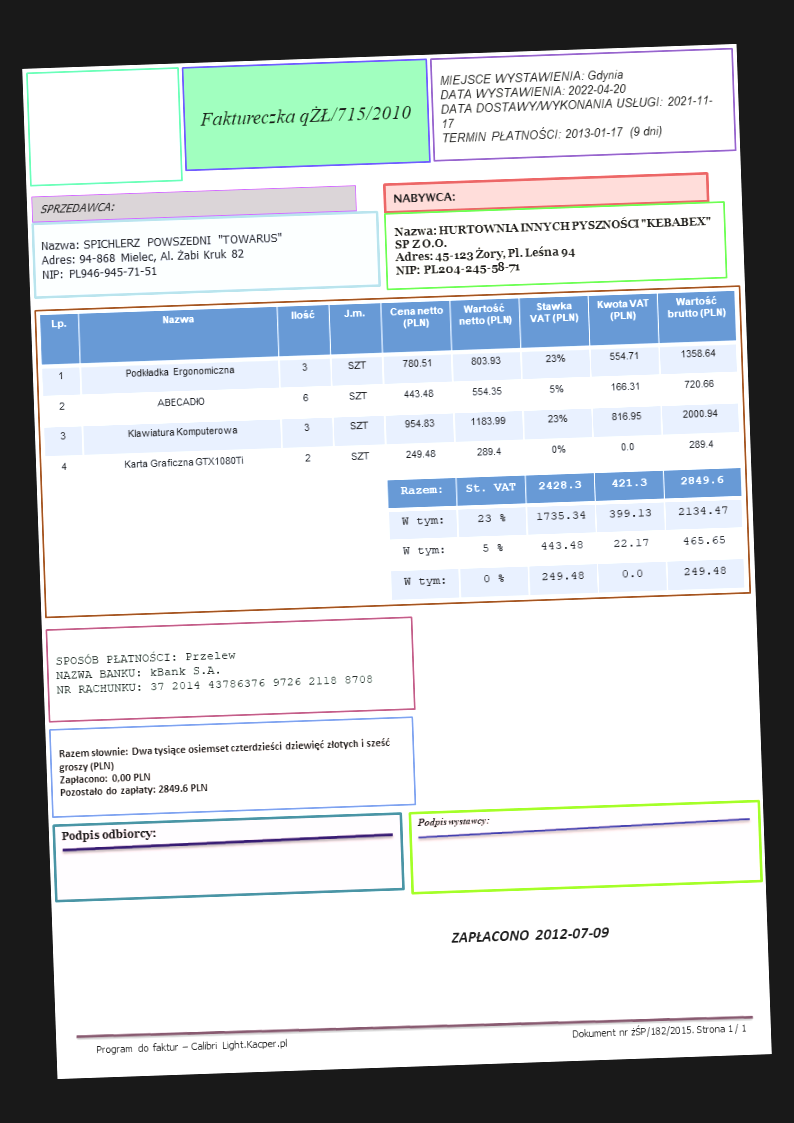 Faktureczka qŻŁ/715/2010
MIEJSCE WYSTAWIENIA: Gdynia
DATA WYSTAWIENIA: 2022-04-20
DATA DOSTAWY/WYKONANIA USŁUGI: 2021-11-
17
TERMIN PŁATNOŚCI: 2013-01-17 (9 dni)
SPRZEDAWCA:
Nazwa: SPICHLERZ POWSZEDNI "TOWARUS"
Adres: 94-868 Mielec, Al. Żabi Kruk 82
NIP: PL946-945-71-51
NABYWCA:
Nazwa: HURTOWNIA INNYCH PYSZNOŚCI "KEBABEX"
SP Z O.O.
Adres: 45-123 Żory, Pl. Leśna 94
NIP: PL204-245-58-71
Lp. Nazwa Ilość J.m. Cena netto (PLN) Wartość netto (PLN) Stawka VAT (PLN) Kwota VAT (PLN) Wartość brutto (PLN)
1 Podkładka Ergonomiczna 3 SZT 780.51 803.93 23% 554.71 1358.64
2 ABECADŁO 6 SZT 443.48 554.35 5% 166.31 720.66
3 Klawiatura Komputerowa 3 SZT 954.83 1183.99 23% 816.95 2000.94
4 Karta Graficzna GTX1080Ti 2 SZT 249.48 289.4 0% 0.0 289.4
Razem: St. VAT 2428.3 421.3 2849.6
W tym: 23 % 1735.34 399.13 2134.47
W tym: 5 % 443.48 22.17 465.65
W tym: 0 % 249.48 0.0 249.48
SPOSÓB PŁATNOŚCI: Przelew
NAZWA BANKU: kBank S.A.
NR RACHUNKU: 37 2014 43786376 9726 2118 8708
Razem słownie: Dwa tysiące osiemset czterdzieści dziewięć złotych i sześć
groszy (PLN)
Zapłacono: 0,00 PLN
Pozostało do zapłaty: 2849.6 PLN
Podpis odbiorcy:
Podpis wystawcy:
ZAPŁACONO 2012-07-09
Program do faktur – Calibri Light.Kacper.pl
Dokument nr żŚP/182/2015. Strona 1 / 1